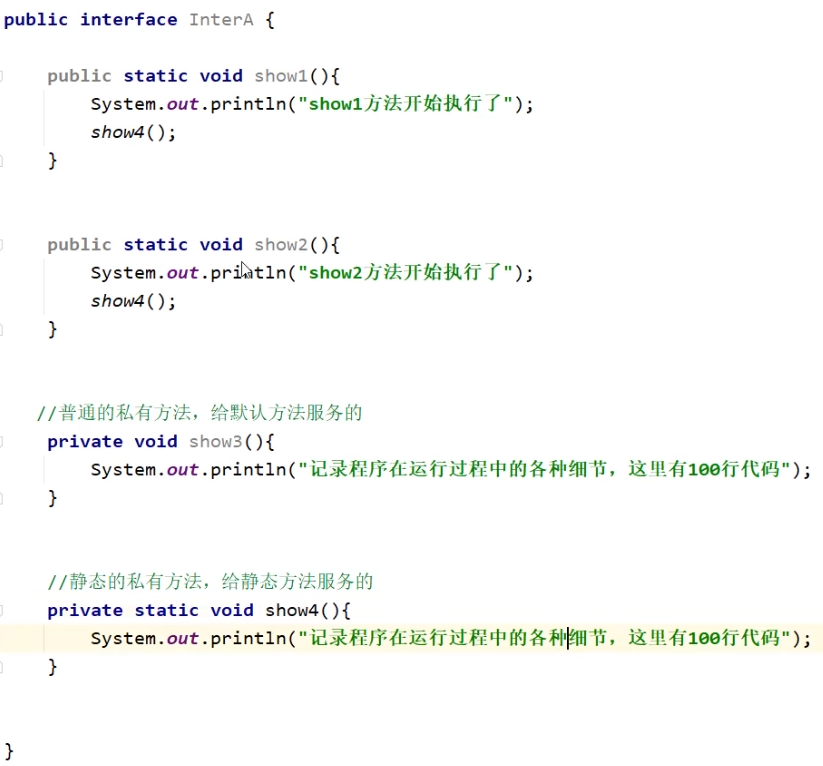 public interface InterA {
public static void show1(){
System.out.println("show1方法开始执行了");
show4();
}
public static void show2(){
System.out.println("show2方法开始执行了");
show4();
}
//普通的私有方法，给默认方法服务的
private void show3(){
System.out.println("记录程序在运行过程中的各种细节，这里有100行代码");
}
//静态的私有方法，给静态方法服务的
private static void show4(){
System.out.println("记录程序在运行过程中的各种细节，这里有100行代码");
}
}